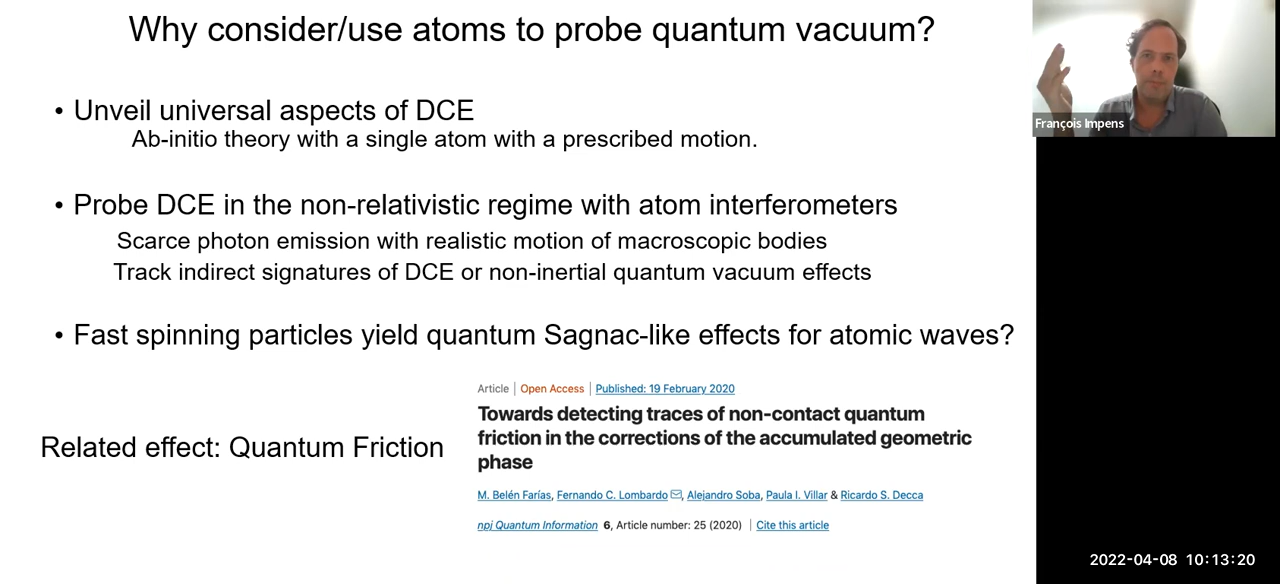 Why consider/use atoms to probe quantum vacuum?
• Unveil universal aspects of DCE
Ab-initio theory with a single atom with a prescribed motion.
• Probe DCE in the non-relativistic regime with atom interferometers
Scarce photon emission with realistic motion of macroscopic bodies
Track indirect signatures of DCE or non-inertial quantum vacuum effects
• Fast spinning particles yield quantum Sagnac-like effects for atomic waves?
Article | Open Access | Published: 19 February 2020
Towards detecting traces of non-contact quantum
friction in the corrections of the accumulated geometric
phase
Related effect: Quantum Friction
M. Belén Farías, Fernando C. Lombardo, Alejandro Soba, Paula I. Villar & Ricardo S. Decca
npj Quantum Information 6, Article number: 25 (2020) | Cite this article
François Impens
2022-04-08 10:13:20